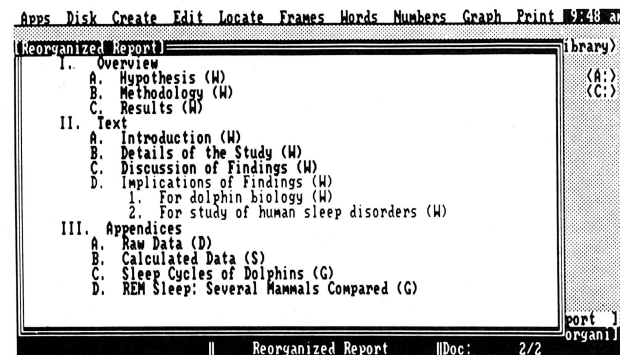 Apps Disk Create Edit Locate Frames Words Numbers Graph Print 9:48 am
[Reorganized Report] ibrary)
I. Overview
A. Hypothesis (W) (A:)
B. Methodology (W) (C:)
C. Results (W)
II. Text
A. Introduction (W)
B. Details of the Study (W)
C. Discussion of Findings (W)
D. Implications of Findings (W)
1. For dolphin biology (W)
2. For study of human sleep disorders (W)
III. Appendices
A. Raw Data (D)
B. Calculated Data (S)
C. Sleep Cycles of Dolphins (G)
D. REM Sleep: Several Mammals Compared (G)
port ]
organi]
Reorganized Report Doc: 2/2